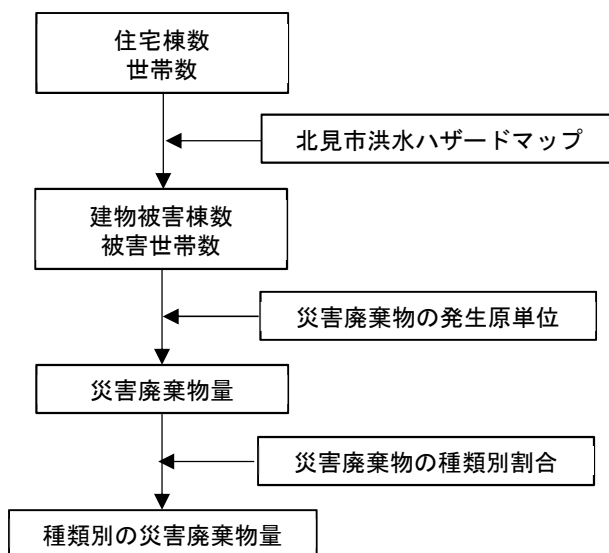 住宅棟数
世帯数
北見市洪水ハザードマップ
建物被害棟数
被害世帯数
災害廃棄物の発生原単位
災害廃棄物量
災害廃棄物の種類別割合
種類別の災害廃棄物量